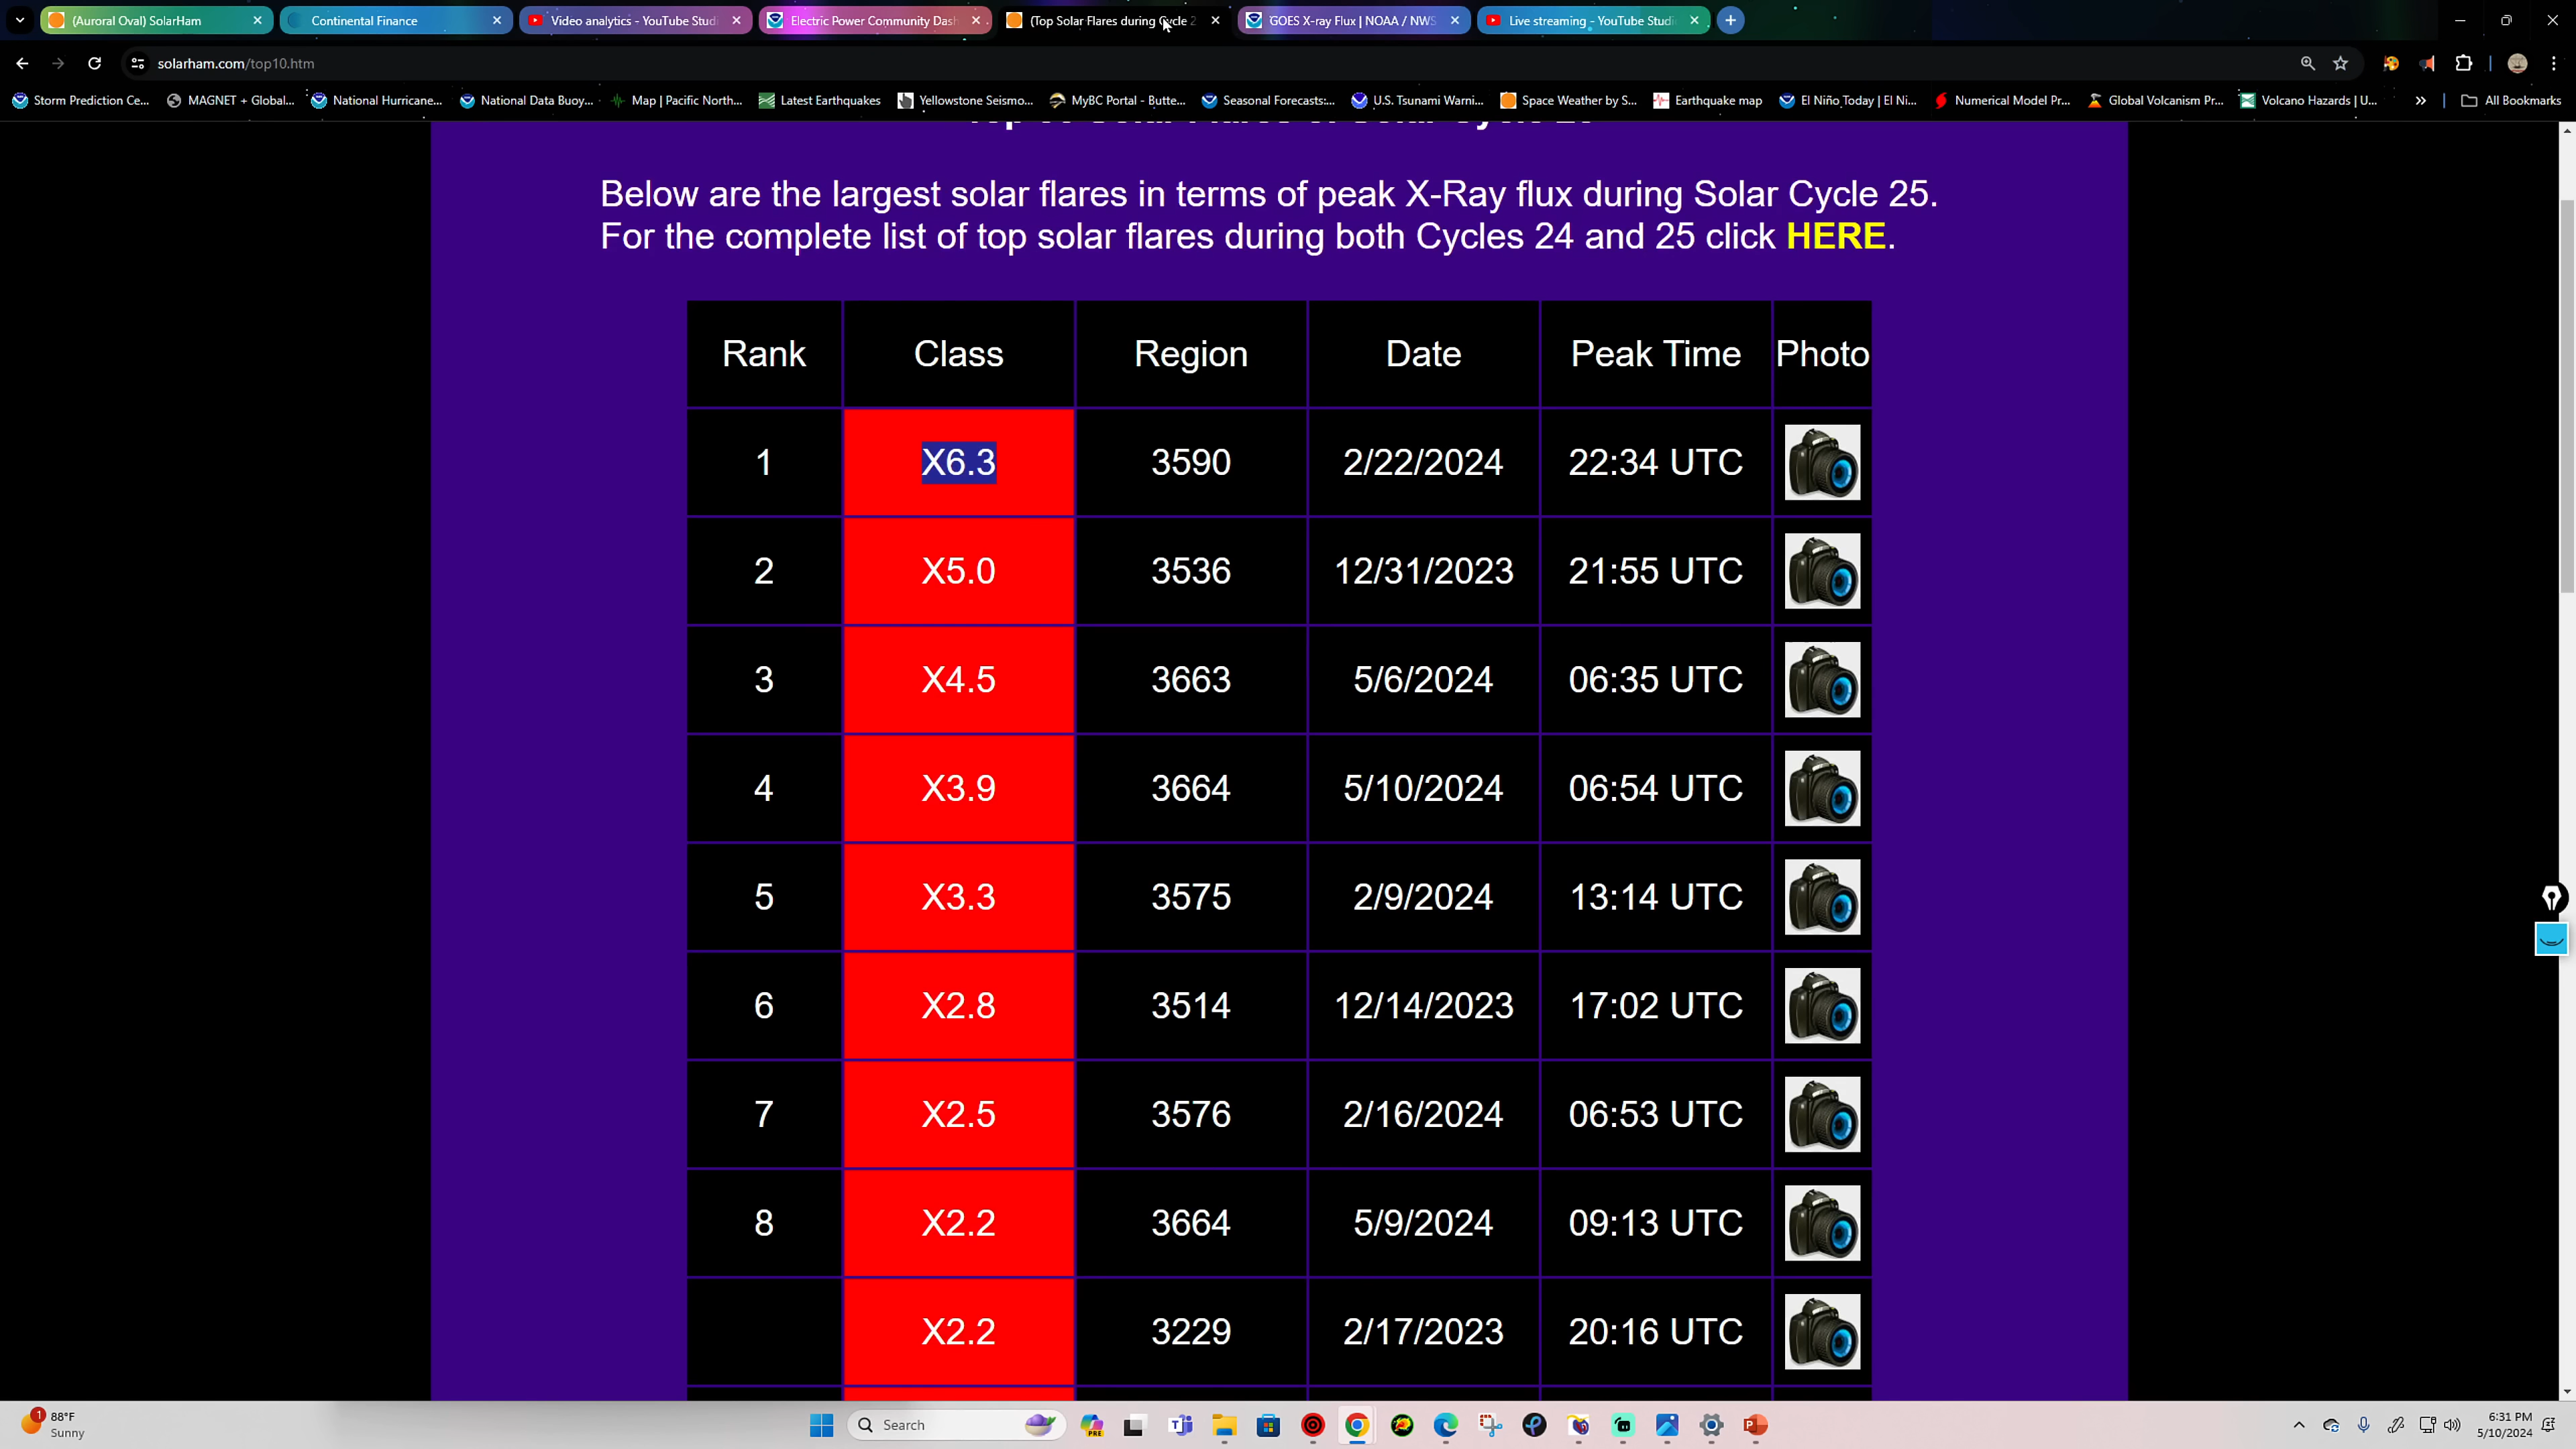 (Auroral Oval) SolarHam
Continental Finance
Video analytics - YouTube Studi
Electric Power Community Dash
(Top Solar Flares during Cycle 2
GOES X-ray Flux | NOAA / NWS
Live streaming - YouTube Studi
solarham.com/top10.htm
Storm Prediction Ce... MAGNET + Global... National Hurricane... National Data Buoy... Map | Pacific North... Latest Earthquakes Yellowstone Seismo... MyBC Portal - Butte... Seasonal Forecasts:... U.S. Tsunami Warni... Space Weather by S... Earthquake map El Niño Today | El Ni... Numerical Model Pr... Global Volcanism Pr... Volcano Hazards | U... » All Bookmarks
Below are the largest solar flares in terms of peak X-Ray flux during Solar Cycle 25.
For the complete list of top solar flares during both Cycles 24 and 25 click HERE.
Rank Class Region Date Peak Time Photo
1 X6.3 3590 2/22/2024 22:34 UTC
2 X5.0 3536 12/31/2023 21:55 UTC
3 X4.5 3663 5/6/2024 06:35 UTC
4 X3.9 3664 5/10/2024 06:54 UTC
5 X3.3 3575 2/9/2024 13:14 UTC
6 X2.8 3514 12/14/2023 17:02 UTC
7 X2.5 3576 2/16/2024 06:53 UTC
8 X2.2 3664 5/9/2024 09:13 UTC
X2.2 3229 2/17/2023 20:16 UTC
1
88°F
Sunny
Search
PRE
6:31 PM
5/10/2024